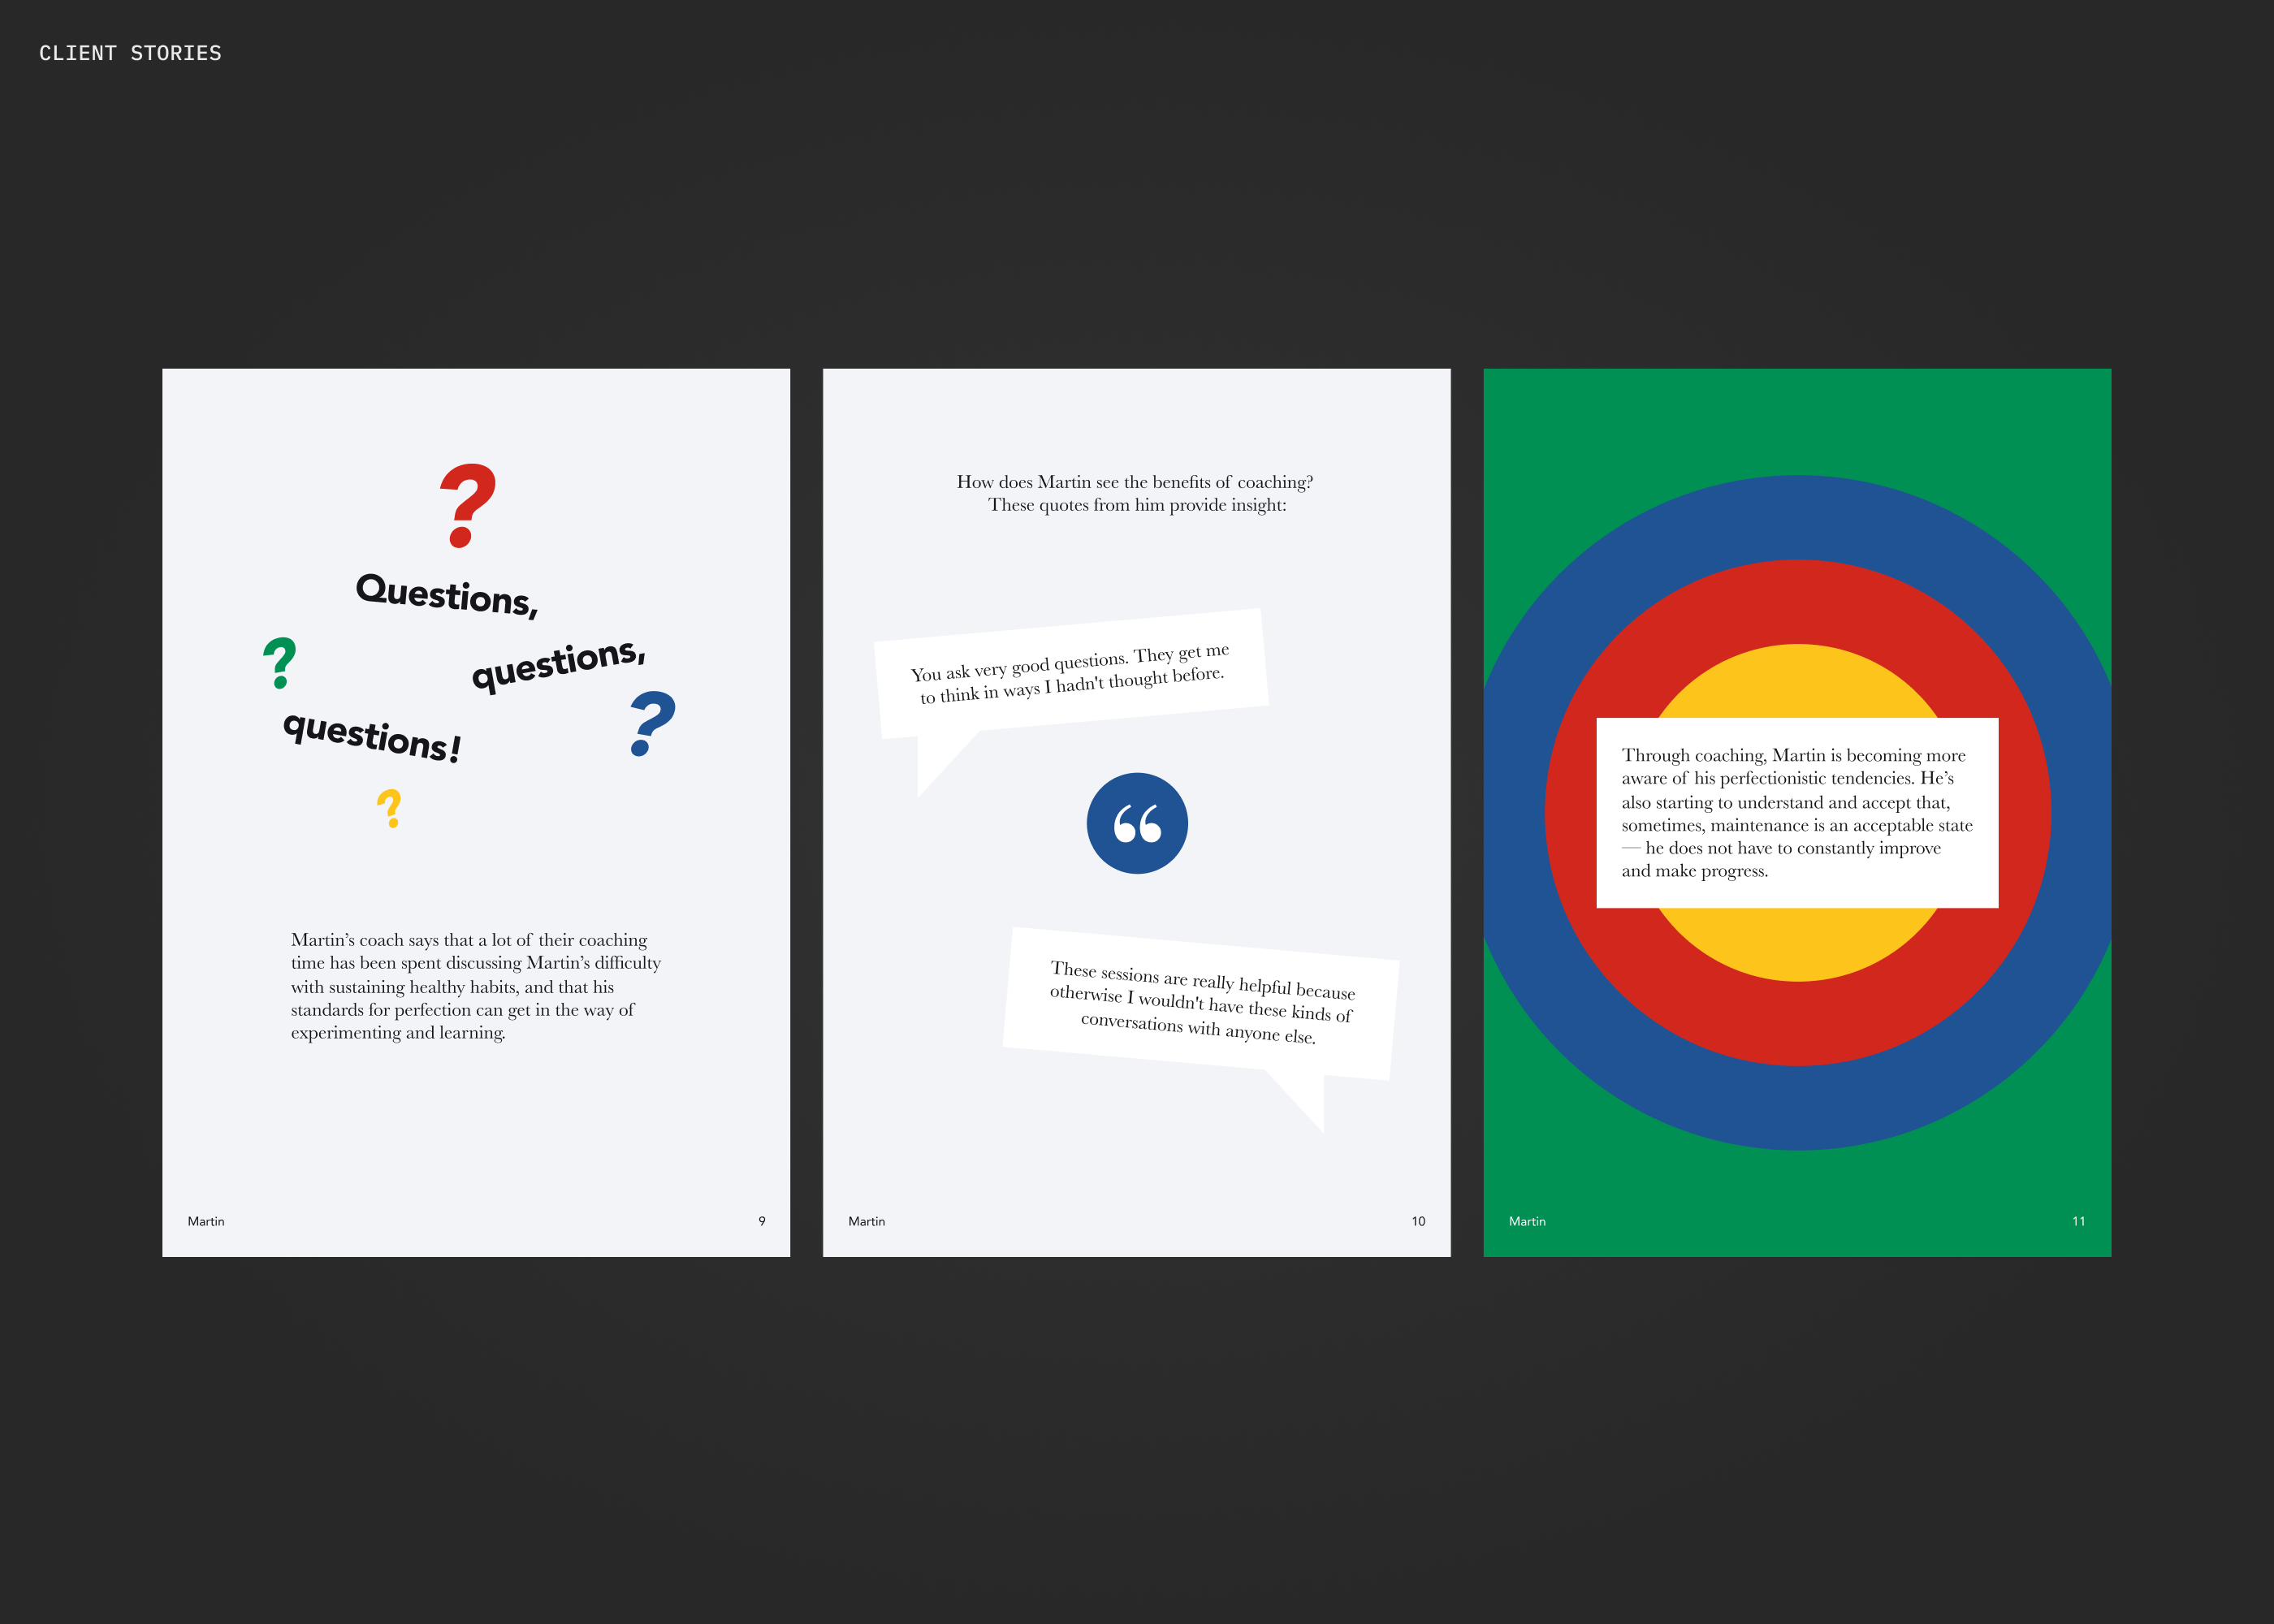 CLIENT STORIES
?
Questions,
?
questions,
questions!
?
?
Martin’s coach says that a lot of their coaching
time has been spent discussing Martin’s difficulty
with sustaining healthy habits, and that his
standards for perfection can get in the way of
experimenting and learning.
Martin
9
How does Martin see the benefits of coaching?
These quotes from him provide insight:
You ask very good questions. They get me
to think in ways I hadn't thought before.
“
These sessions are really helpful because
otherwise I wouldn't have these kinds of
conversations with anyone else.
Martin
10
Through coaching, Martin is becoming more
aware of his perfectionistic tendencies. He’s
also starting to understand and accept that,
sometimes, maintenance is an acceptable state
— he does not have to constantly improve
and make progress.
Martin
11